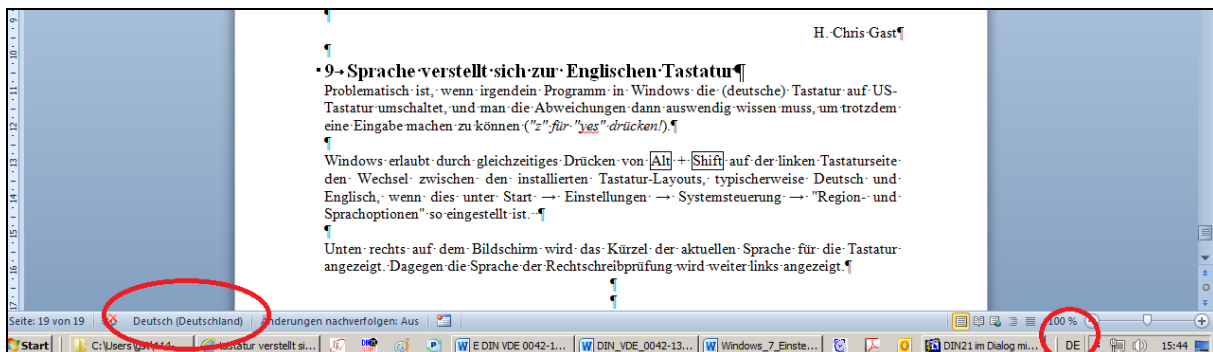 H. Chris Gast¶
¶
9→ Sprache verstellt sich zur Englischen Tastatur¶
Problematisch ist, wenn irgendein Programm in Windows die (deutsche) Tastatur auf US-
Tastatur umschaltet, und man die Abweichungen dann auswendig wissen muss, um trotzdem
eine Eingabe machen zu können ("z" für "yes" drücken!).¶
¶
Windows erlaubt durch gleichzeitiges Drücken von Alt + Shift auf der linken Tastaturseite
den Wechsel zwischen den installierten Tastatur-Layouts, typischerweise Deutsch und
Englisch, wenn dies unter Start → Einstellungen → Systemsteuerung → "Region- und
Sprachoptionen" so eingestellt ist. ¶
¶
Unten rechts auf dem Bildschirm wird das Kürzel der aktuellen Sprache für die Tastatur
angezeigt. Dagegen die Sprache der Rechtschreibprüfung wird weiter links angezeigt.¶
¶
¶
Seite: 19 von 19 Deutsch (Deutschland) Änderungen nachverfolgen: Aus 100 %
Start C:\Users\ tastatur verstellt si... E DIN VDE 0042-1... DIN_VDE_0042-13... Windows_7_Einste... DIN21 im Dialog mi... DE 15:44